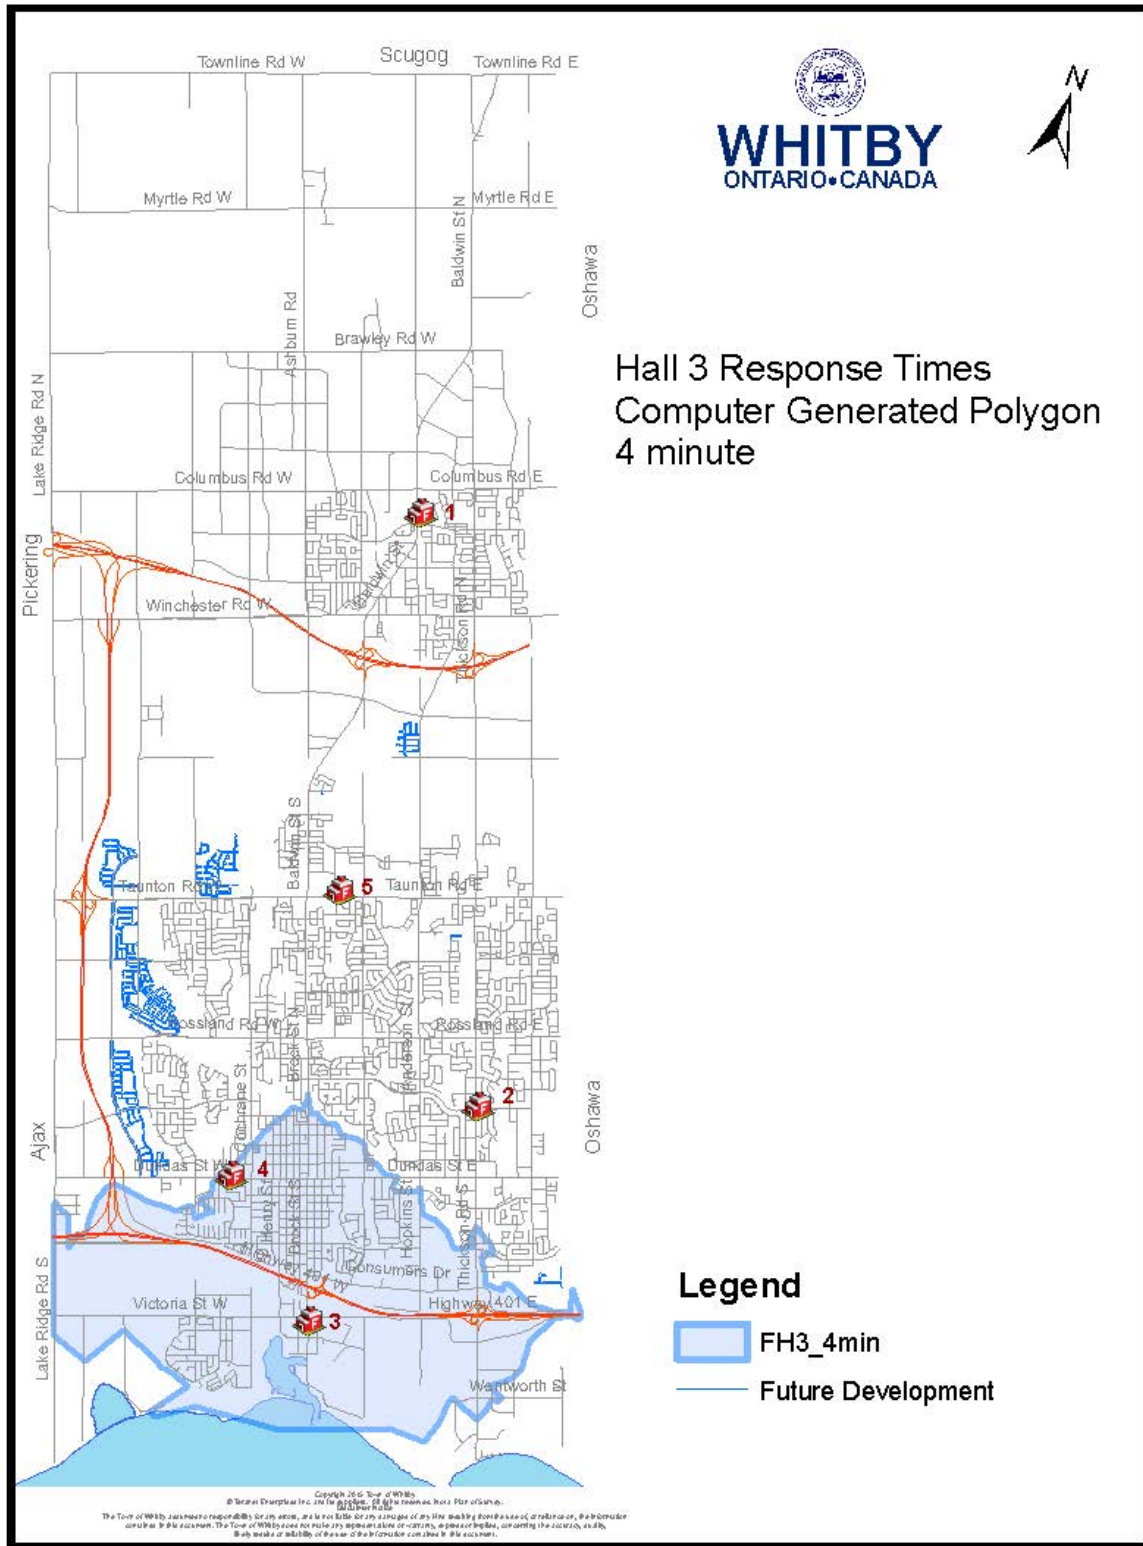 Scugog
Townline Rd W
Townline Rd E
WHITBY
ONTARIO•CANADA
N
Myrtle Rd W
Myrtle Rd E
Baldwin St N
Oshawa
Ashburn Rd
Brawley Rd W
Hall 3 Response Times
Computer Generated Polygon
4 minute
Lake Ridge Rd N
Columbus Rd W
Columbus Rd E
1
Baldwin St
Pickering
Winchester Rd W
Thickson Rd N
Baldwin St S
Taunton Rd W
5
Taunton Rd E
Rossland Rd W
Brock St N
Anderson St
Rossland Rd E
Cochrane St
2
Oshawa
Ajax
Dundas St W
4
Dundas St E
Henry St
Brock St S
Hopkins St
Thickson Rd S
Highway 401 W
Consumers Dr
Lake Ridge Rd S
Victoria St W
Highway 401 E
3
Wentworth St
Legend
FH3_4min
Future Development